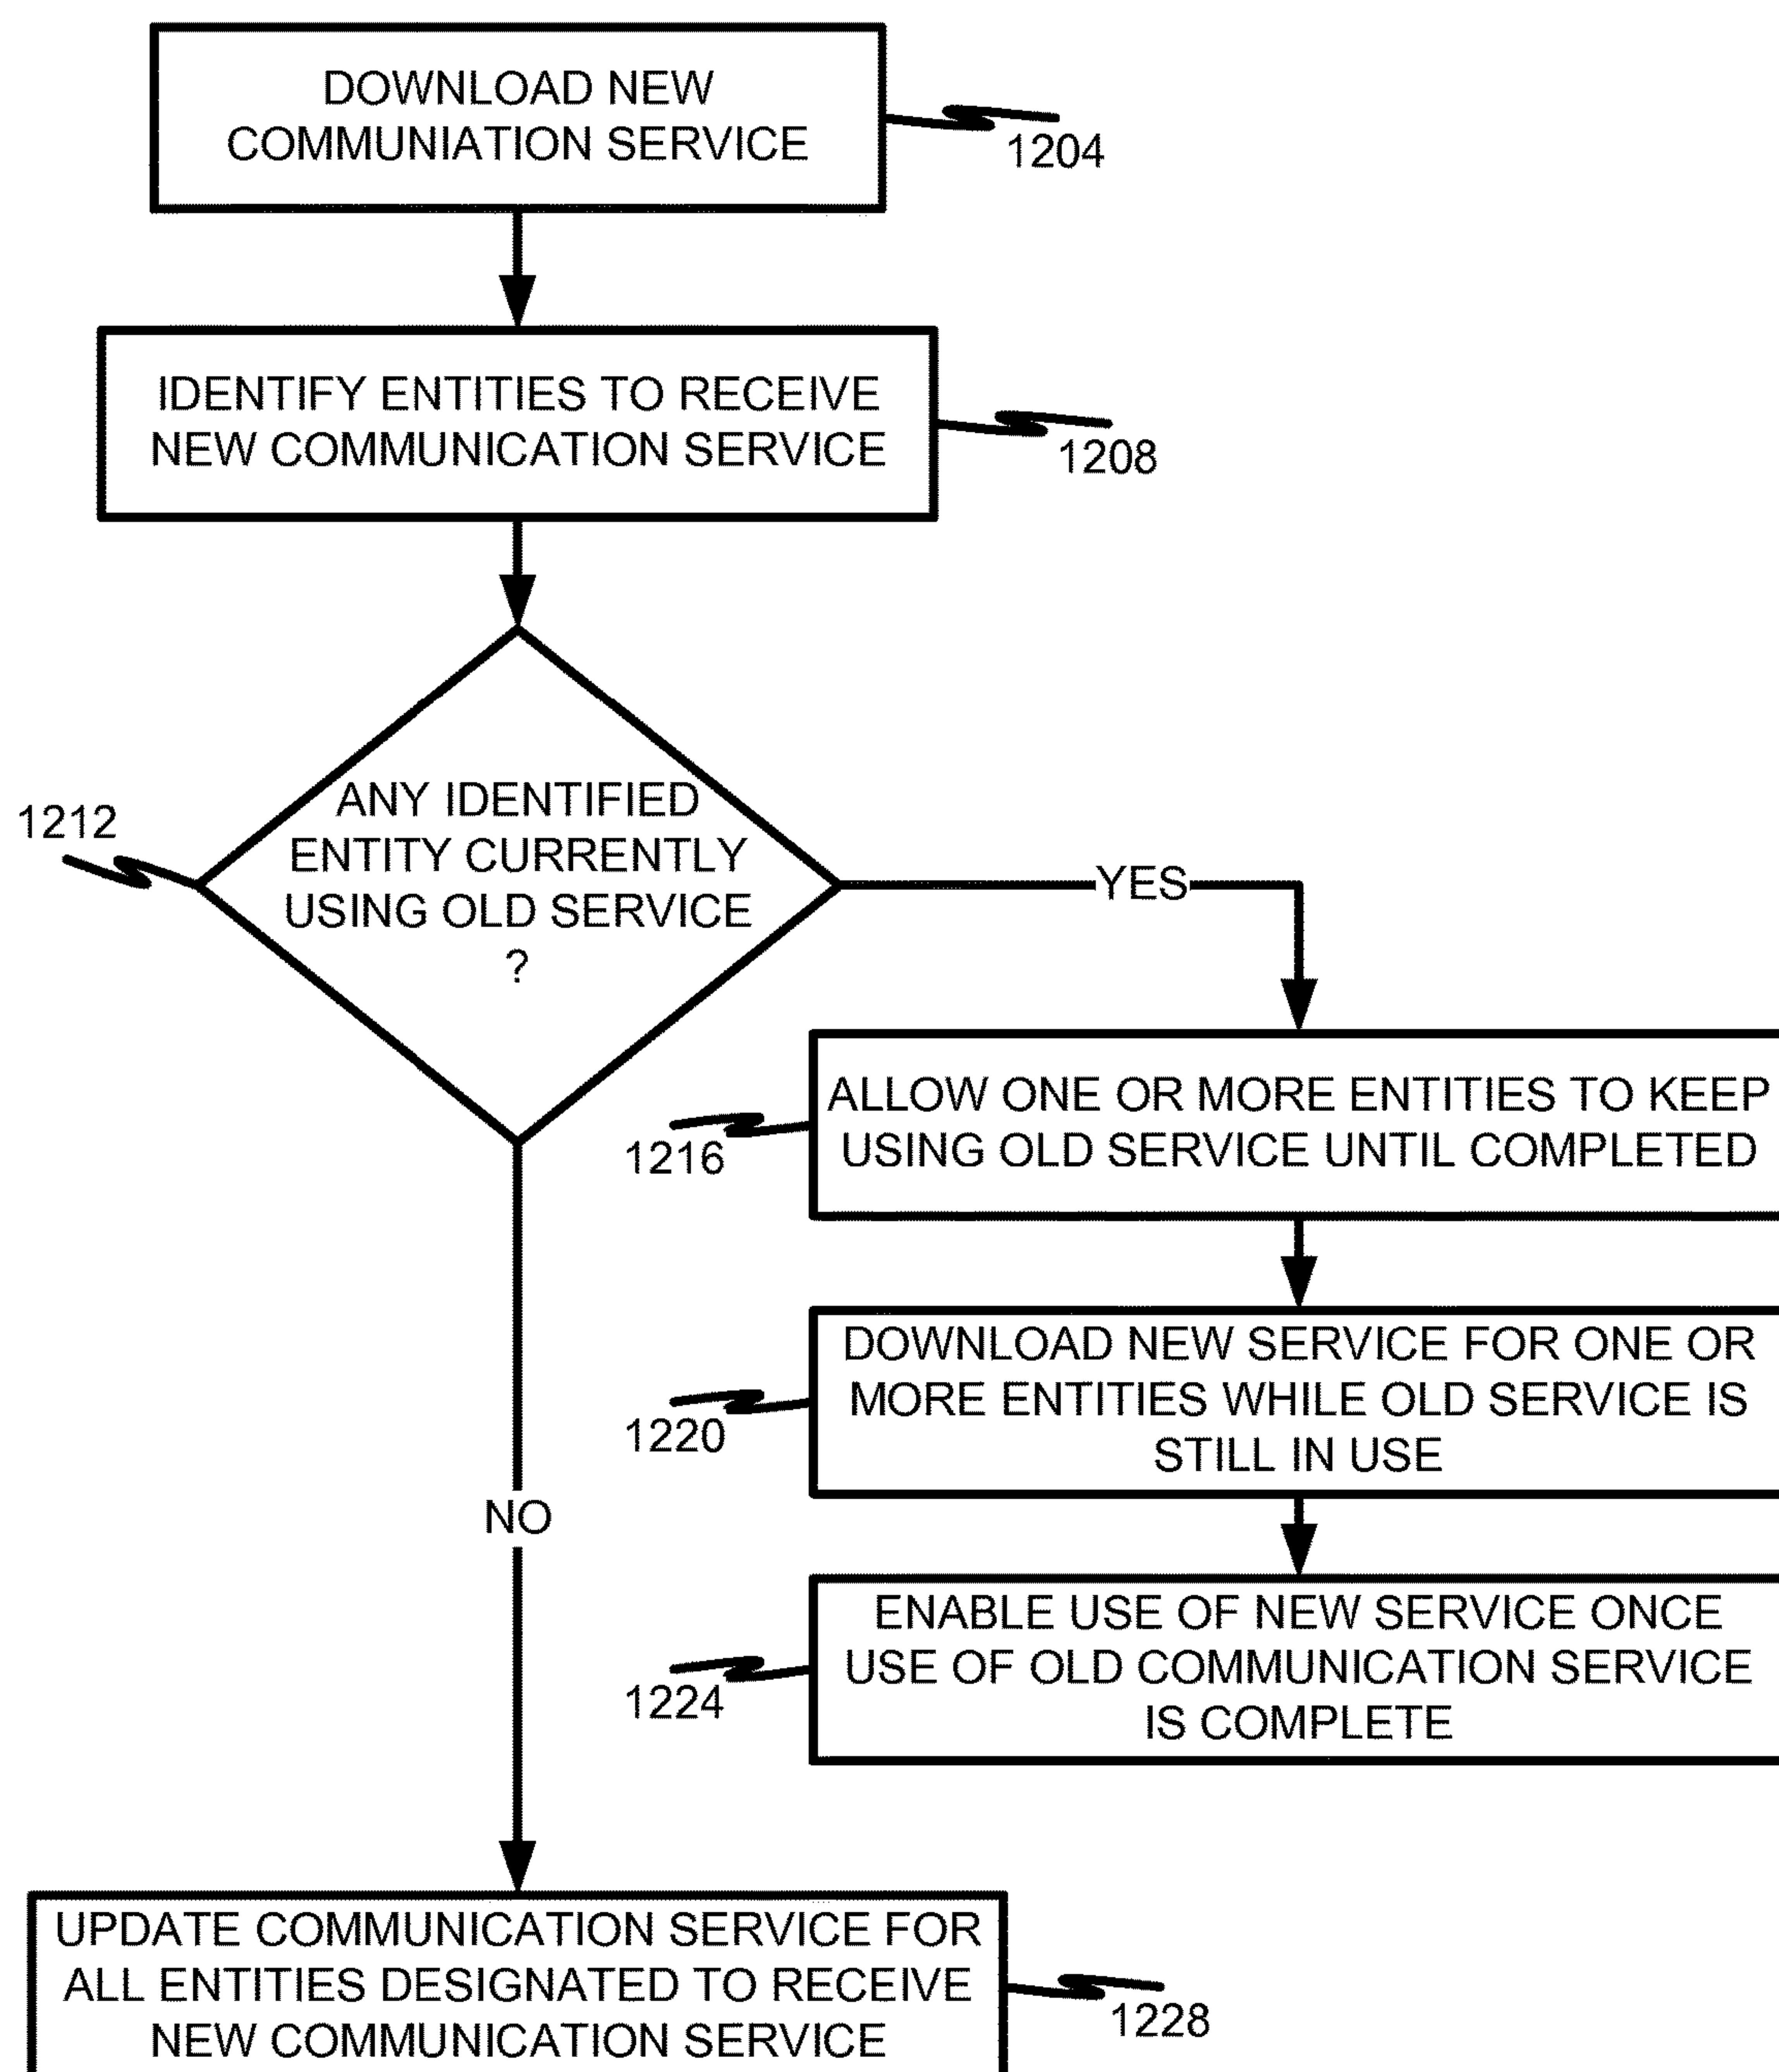 DOWNLOAD NEW
COMMUNIATION SERVICE
1204
IDENTIFY ENTITIES TO RECEIVE
NEW COMMUNICATION SERVICE
1208
1212
ANY IDENTIFIED
ENTITY CURRENTLY
USING OLD SERVICE
?
YES
ALLOW ONE OR MORE ENTITIES TO KEEP
USING OLD SERVICE UNTIL COMPLETED
1216
DOWNLOAD NEW SERVICE FOR ONE OR
MORE ENTITIES WHILE OLD SERVICE IS
STILL IN USE
1220
NO
ENABLE USE OF NEW SERVICE ONCE
USE OF OLD COMMUNICATION SERVICE
IS COMPLETE
1224
UPDATE COMMUNICATION SERVICE FOR
ALL ENTITIES DESIGNATED TO RECEIVE
NEW COMMUNICATION SERVICE
1228